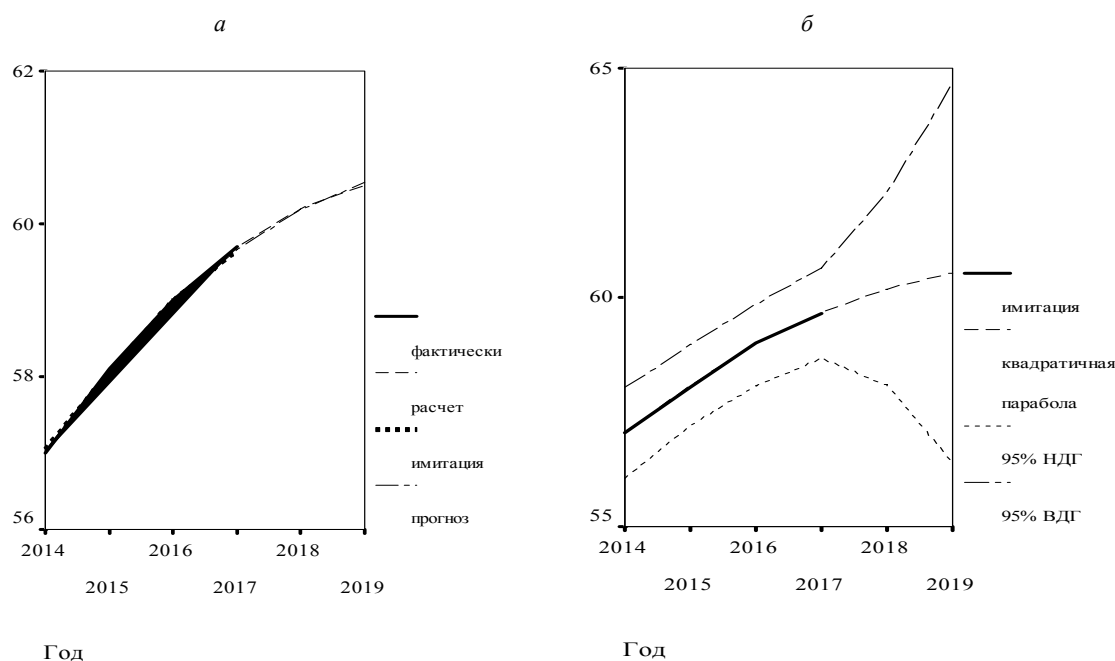 а
62
60
58
56
2014
2016
2018
2015
2017
2019
Год
фактически
расчет
имитация
прогноз
б
65
60
55
2014
2016
2018
2015
2017
2019
Год
имитация
квадратичная
парабола
95% НДГ
95% ВДГ